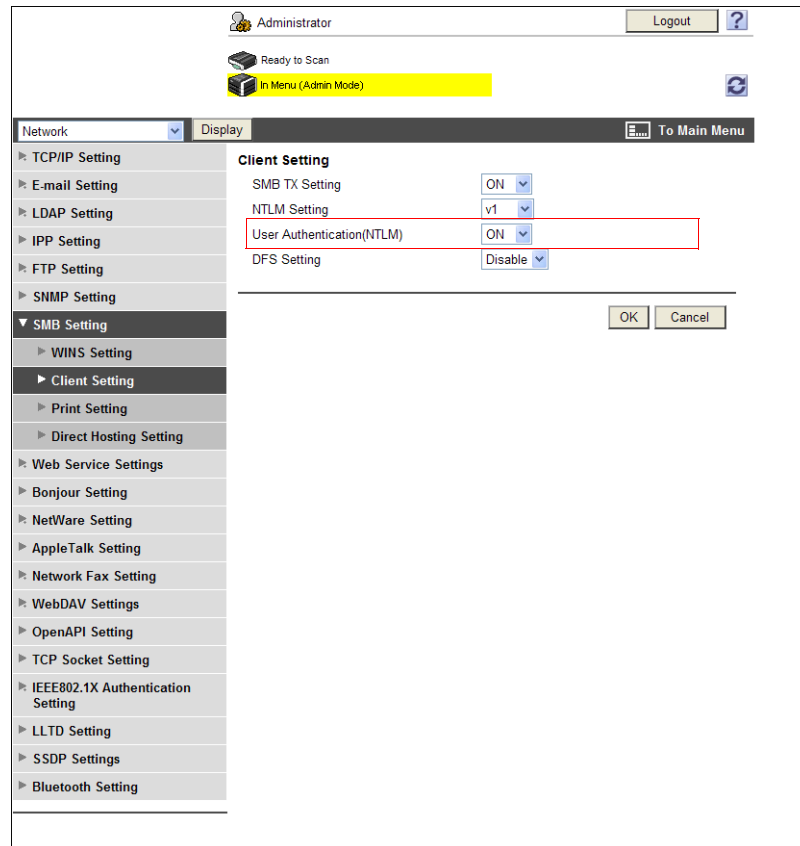 Administrator
Logout
?
Ready to Scan
In Menu (Admin Mode)
Network
Display
To Main Menu
TCP/IP Setting
E-mail Setting
LDAP Setting
IPP Setting
FTP Setting
SNMP Setting
SMB Setting
WINS Setting
Client Setting
Print Setting
Direct Hosting Setting
Web Service Settings
Bonjour Setting
NetWare Setting
AppleTalk Setting
Network Fax Setting
WebDAV Settings
OpenAPI Setting
TCP Socket Setting
IEEE802.1X Authentication
Setting
LLTD Setting
SSDP Settings
Bluetooth Setting
Client Setting
SMB TX Setting ON
NTLM Setting v1
User Authentication(NTLM) ON
DFS Setting Disable
OK Cancel